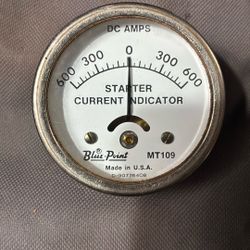 DC AMPS
600 300 0 300 600
STARTER
CURRENT INDICATOR
Blue-Point
MT109
Made in U.S.A.